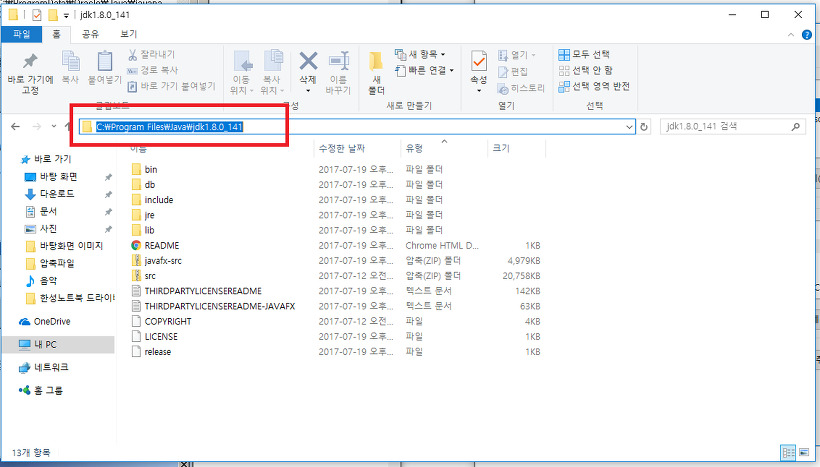 jdk1.8.0_141
파일 홈 공유 보기
바로 가기에 고정
복사
붙여넣기
잘라내기
경로 복사
바로 가기 붙여넣기
이동 위치
복사 위치
삭제
이름 바꾸기
새 폴더
새 항목
빠른 연결
속성
열기
편집
히스토리
모두 선택
선택 안 함
선택 영역 반전
클립보드
구성
새로 만들기
열기
선택
C:₩Program Files₩Java₩jdk1.8.0_141
jdk1.8.0_141 검색
이름 수정한 날짜 유형 크기
바로 가기
바탕 화면
다운로드
문서
사진
바탕화면 이미지
압축파일
음악
한성노트북 드라이버
OneDrive
내 PC
네트워크
홈 그룹
bin 2017-07-19 오후... 파일 폴더
db 2017-07-19 오후... 파일 폴더
include 2017-07-19 오후... 파일 폴더
jre 2017-07-19 오후... 파일 폴더
lib 2017-07-19 오후... 파일 폴더
README 2017-07-19 오후... Chrome HTML D... 1KB
javafx-src 2017-07-19 오후... 압축(ZIP) 폴더 4,979KB
src 2017-07-12 오전... 압축(ZIP) 폴더 20,758KB
THIRDPARTYLICENSEREADME 2017-07-19 오후... 텍스트 문서 142KB
THIRDPARTYLICENSEREADME-JAVAFX 2017-07-19 오후... 텍스트 문서 63KB
COPYRIGHT 2017-07-12 오전... 파일 4KB
LICENSE 2017-07-19 오후... 파일 1KB
release 2017-07-19 오후... 파일 1KB
13개 항목